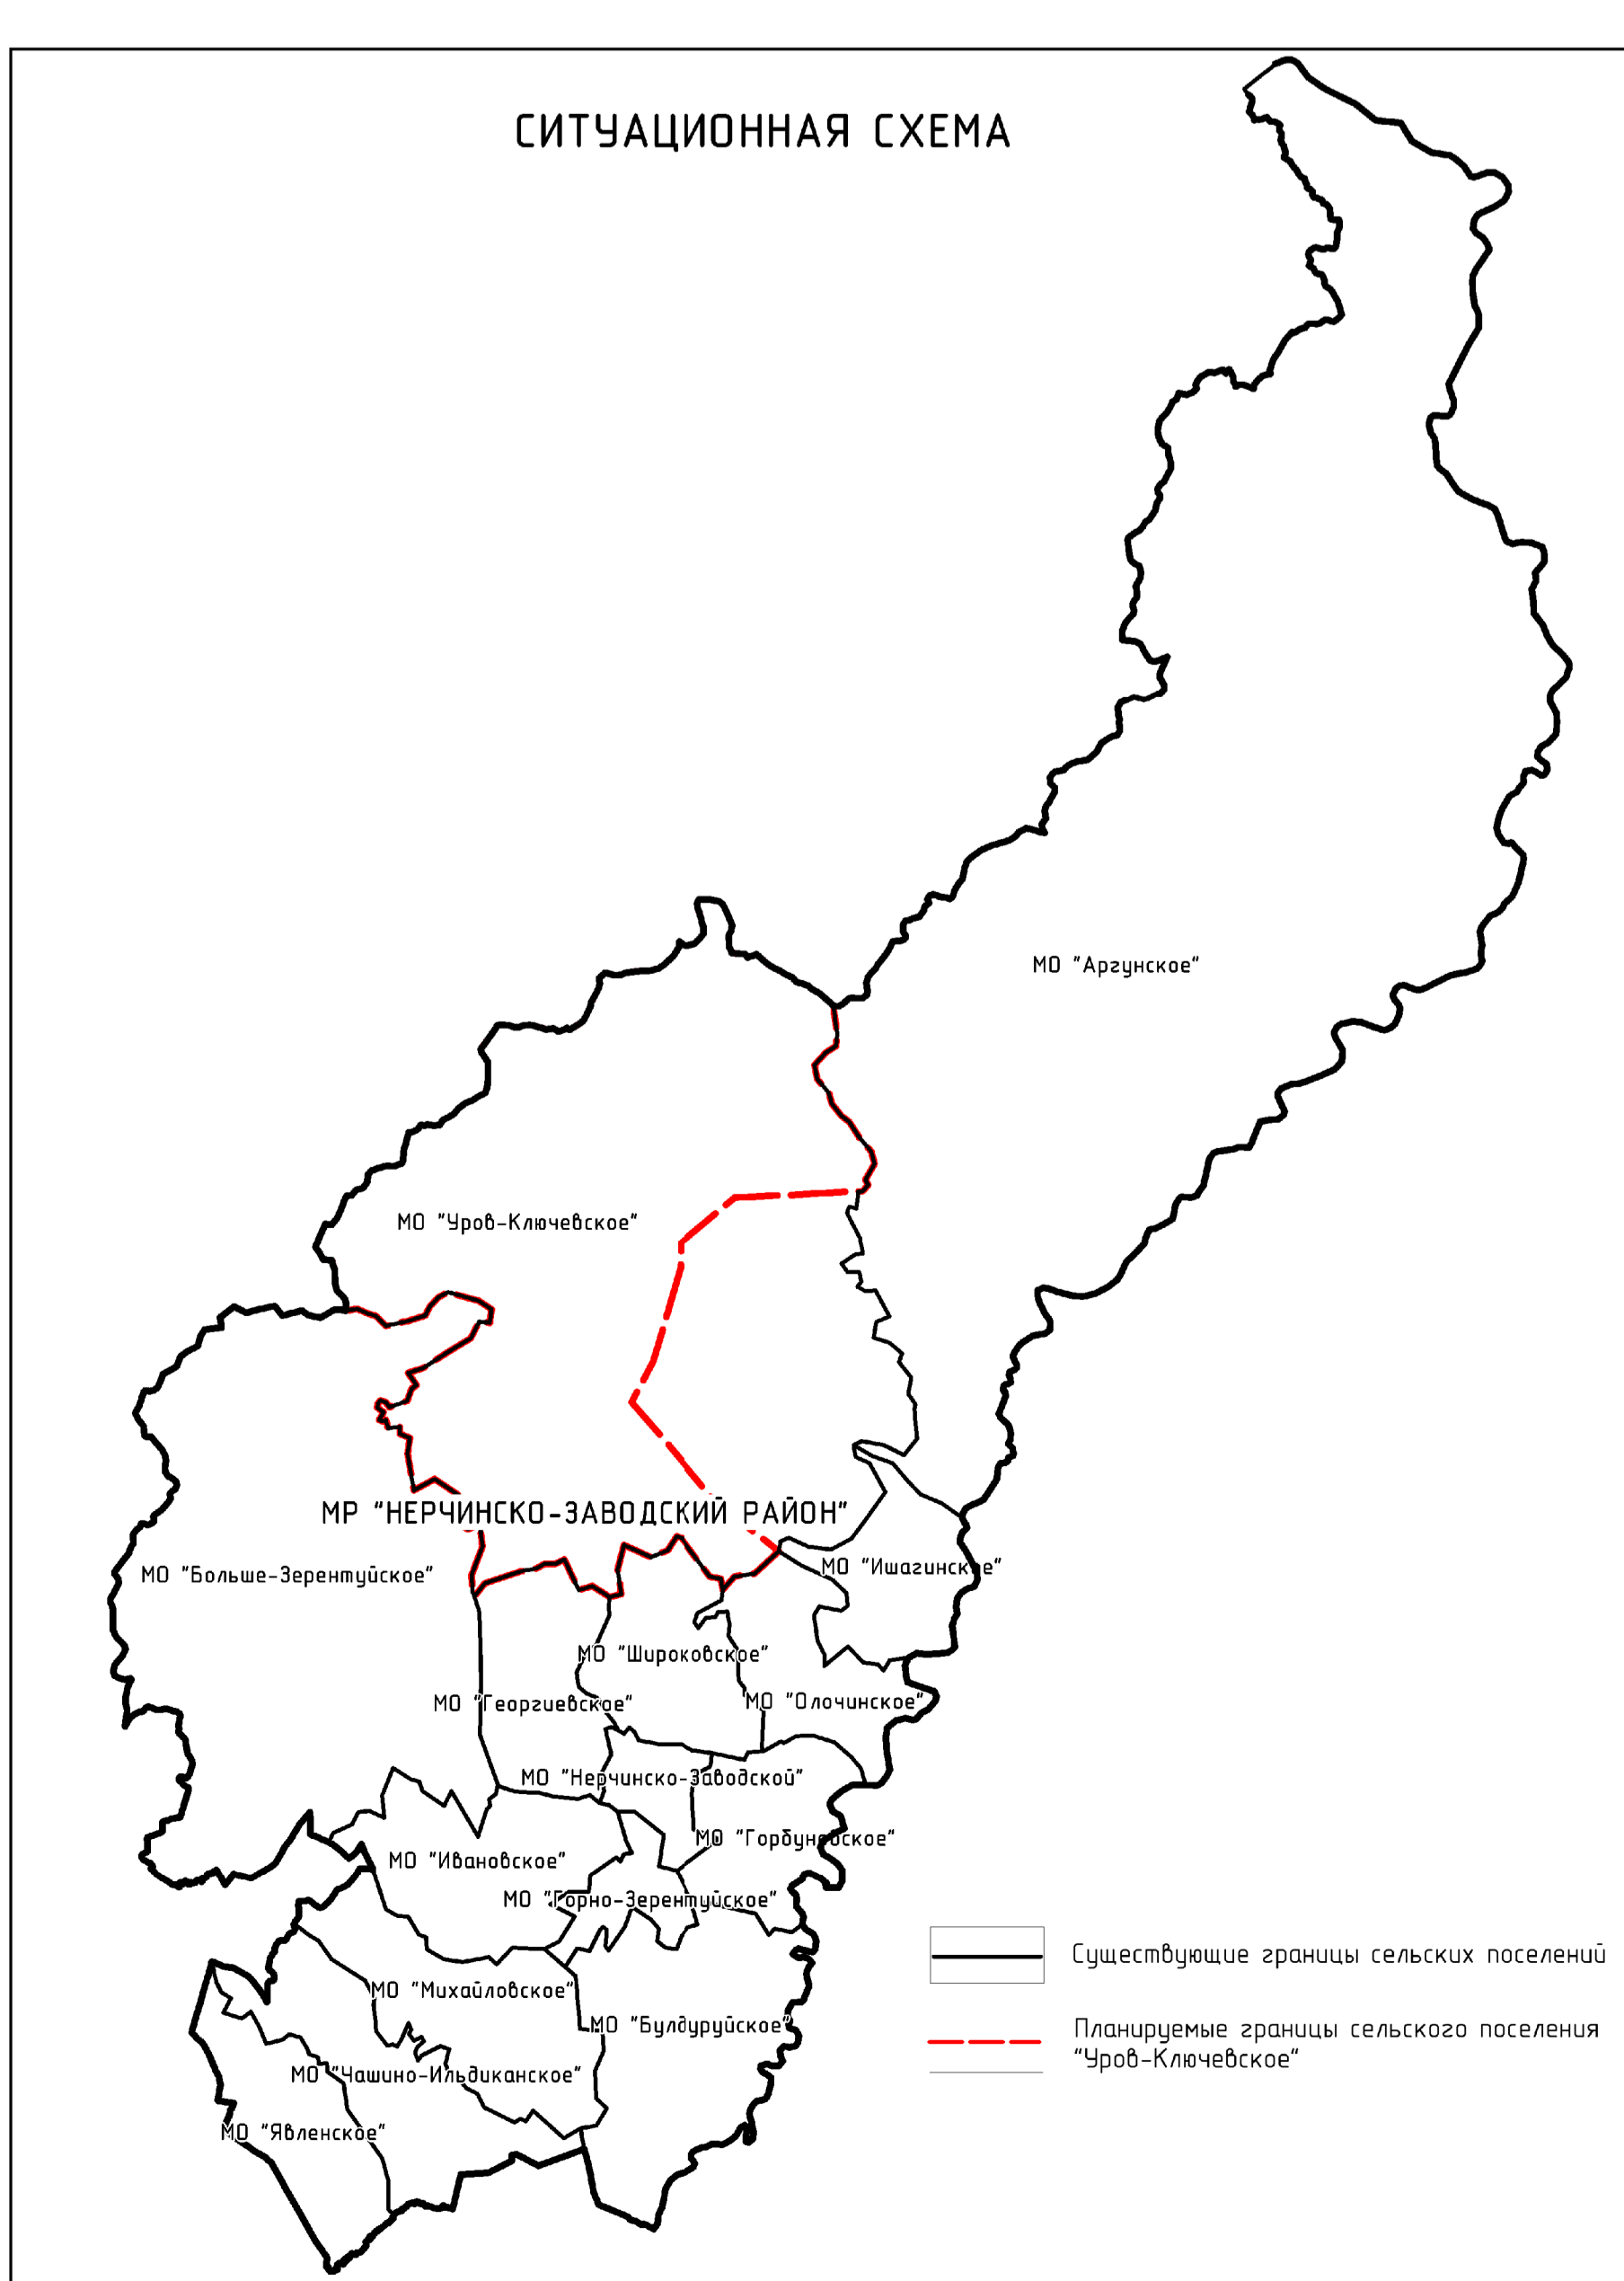 СИТУАЦИОННАЯ СХЕМА
МО "Аргунское"
МО "Уров-Ключевское"
МР "НЕРЧИНСКО-ЗАВОДСКИЙ РАЙОН"
МО "Ишагинское"
МО "Больше-Зерентуйское"
МО "Широковское"
МО "Олочинское"
МО "Георгиевское"
МО "Нерчинско-Заводской"
МО "Горбуновское"
МО "Ивановское"
МО "Горно-Зерентуйское"
Существующие границы сельских поселений
МО "Михайловское"
МО "Булдуруйское"
Планируемые границы сельского поселения
"Уров-Ключевское"
МО "Чашино-Ильдиканское"
МО "Явленское"